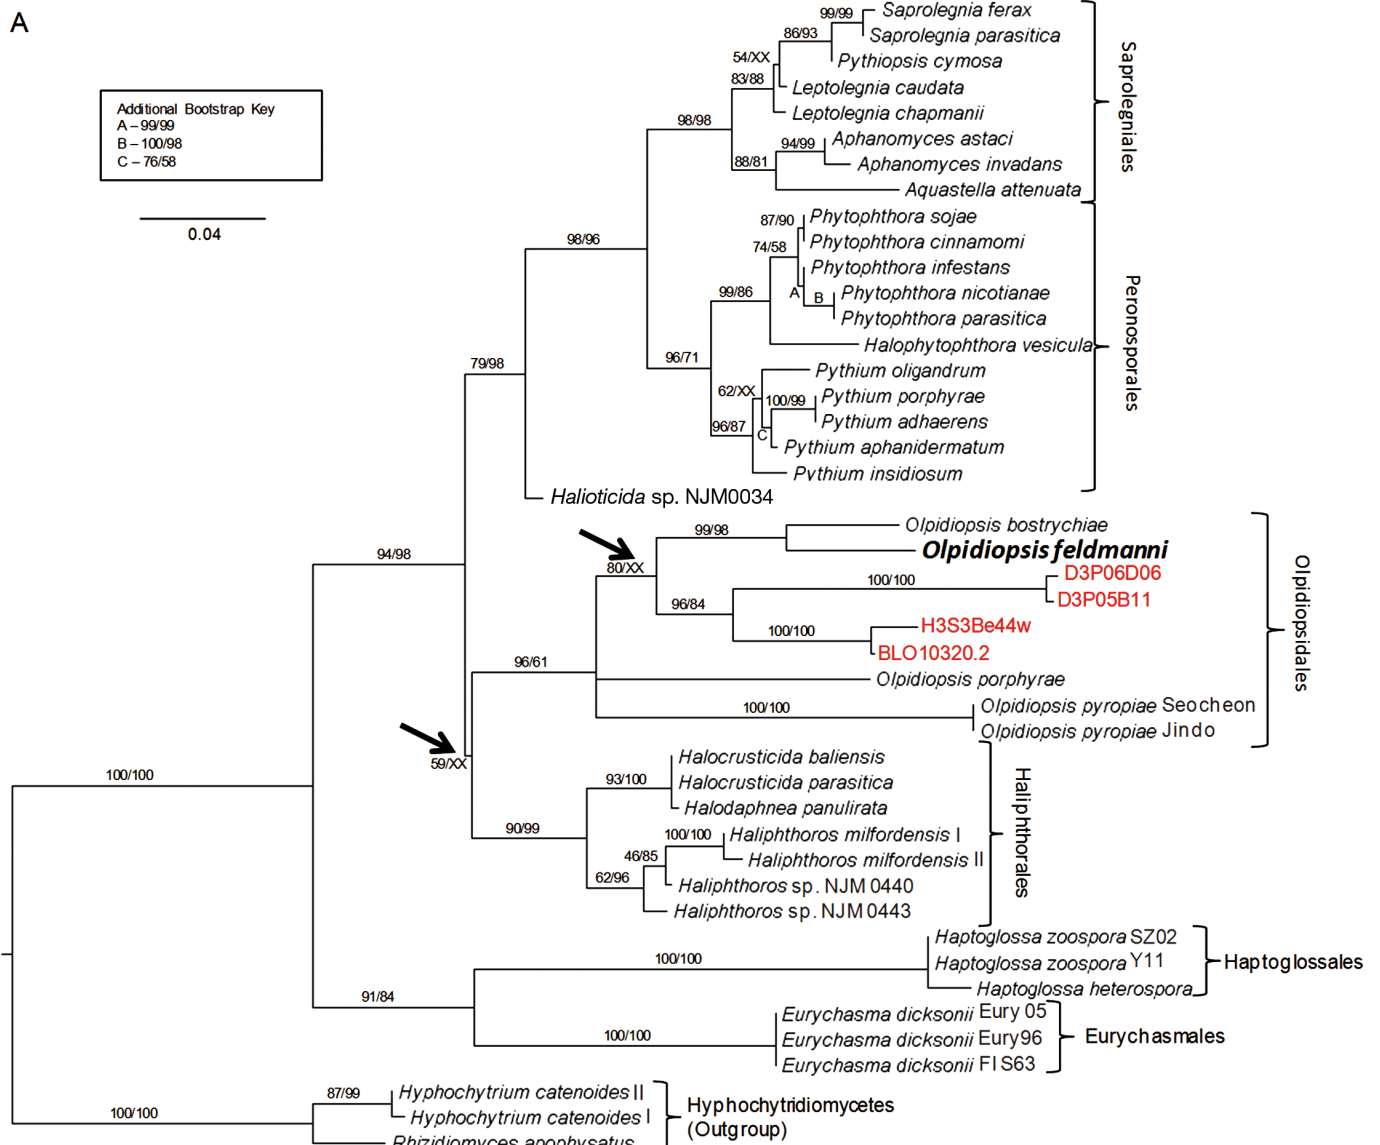 A
Additional Bootstrap Key
A – 99/99
B – 100/98
C – 76/58
0.04
99/99
Saprolegnia ferax
86/93
Saprolegnia parasitica
54/XX
Pythiopsis cymosa
83/88
Leptolegnia caudata
Leptolegnia chapmanii
98/98
94/99
Aphanomyces astaci
88/81
Aphanomyces invadans
Aquastella attenuata
Saprolegniales
87/90
Phytophthora sojae
74/58
Phytophthora cinnamomi
98/96
Phytophthora infestans
99/86
A
B
Phytophthora nicotianae
Phytophthora parasitica
Halophytophthora vesicula
96/71
Pythium oligandrum
62/XX
100/99
Pythium porphyrae
96/87
C
Pythium adhaerens
Pythium aphanidermatum
Pythium insidiosum
Peronosporales
79/98
Halioticida sp. NJM0034
94/98
99/98
Olpidiopsis bostrychiae
Olpidiopsis feldmanni
80/XX
100/100
D3P06D06
D3P05B11
96/84
100/100
H3S3Be44w
BLO10320.2
96/61
Olpidiopsis porphyrae
100/100
Olpidiopsis pyropiae Seocheon
Olpidiopsis pyropiae Jindo
Olpidiopsidales
59/XX
Halocrusticida baliensis
93/100
Halocrusticida parasitica
Halodaphnea panulirata
90/99
100/100
Haliphthoros milfordensis I
46/85
Haliphthoros milfordensis II
62/96
Haliphthoros sp. NJM 0440
Haliphthoros sp. NJM 0443
Haliphthorales
100/100
Haptoglossa zoospora SZ02
100/100
Haptoglossa zoospora Y11
Haptoglossa heterospora
Haptoglossales
91/84
Eurychasma dicksonii Eury 05
100/100
Eurychasma dicksonii Eury96
Eurychasma dicksonii FIS63
Eurychasmales
87/99
Hyphochytrium catenoides II
100/100
Hyphochytrium catenoides I
Rhizidiomyces apophysatus
Hyphochytridiomycetes
(Outgroup)